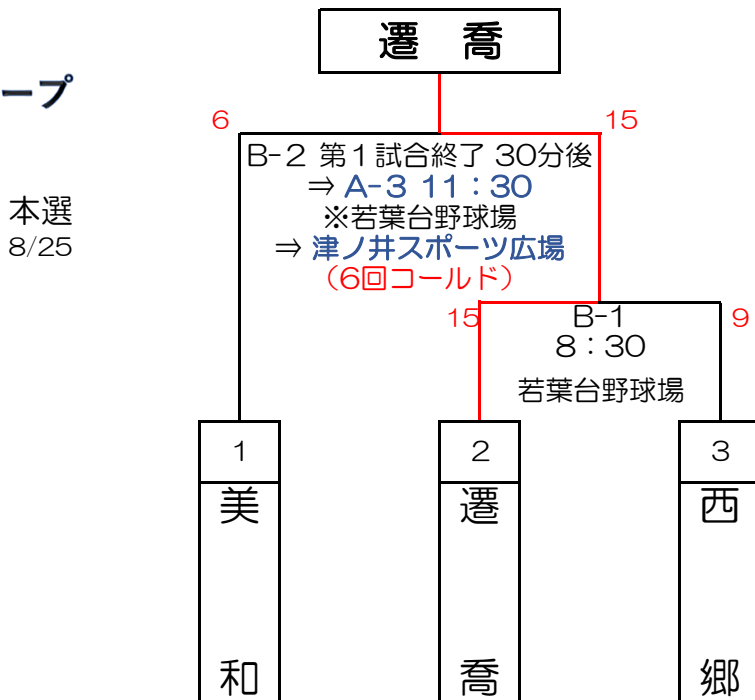 遷 喬
ープ
6
15
B-2 第1試合終了 30分後
⇒ A-3 11：30
※若葉台野球場
⇒ 津ノ井スポーツ広場
（6回コールド）
本選
8/25
15
B-1
9
8：30
若葉台野球場
1
2
3
美和
遷喬
西郷